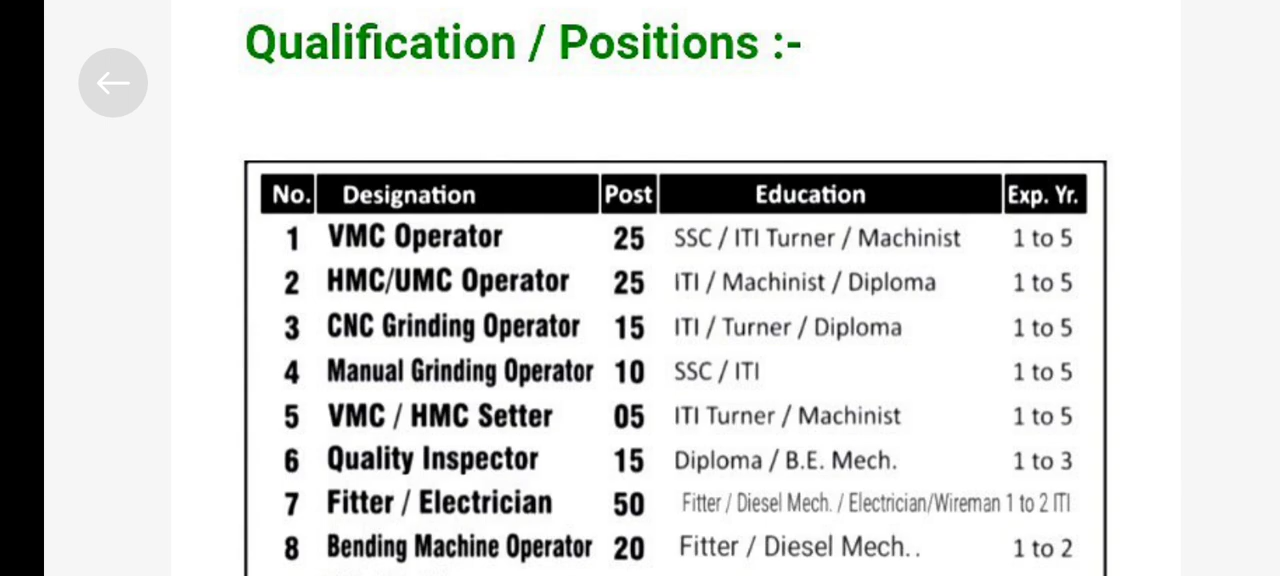 Qualification / Positions :-
No. Designation Post Education Exp. Yr.
1 VMC Operator 25 SSC / ITI Turner / Machinist 1 to 5
2 HMC/UMC Operator 25 ITI / Machinist / Diploma 1 to 5
3 CNC Grinding Operator 15 ITI / Turner / Diploma 1 to 5
4 Manual Grinding Operator 10 SSC / ITI 1 to 5
5 VMC / HMC Setter 05 ITI Turner / Machinist 1 to 5
6 Quality Inspector 15 Diploma / B.E. Mech. 1 to 3
7 Fitter / Electrician 50 Fitter / Diesel Mech. / Electrician/Wireman 1 to 2 ITI
8 Bending Machine Operator 20 Fitter / Diesel Mech.. 1 to 2